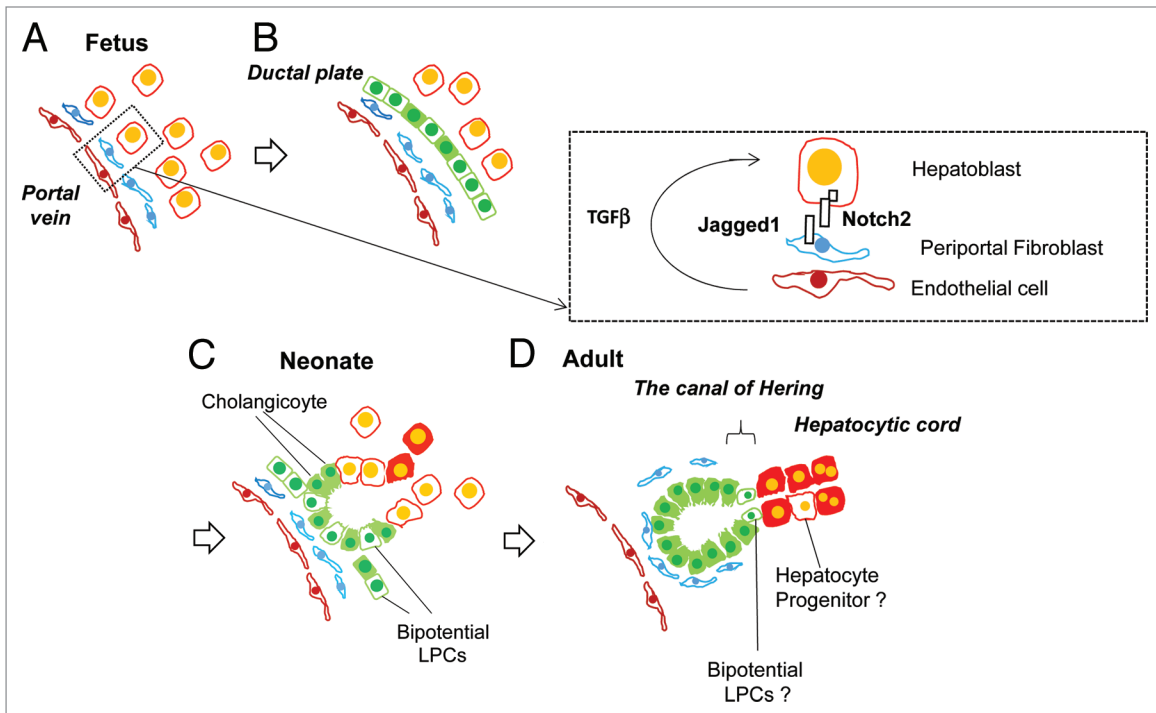 A Fetus
B
Ductal plate
Portal
vein
TGFβ
Jagged1
Notch2
Hepatoblast
Periportal Fibroblast
Endothelial cell
C Neonate
Cholangicoyte
Bipotential
LPCs
D Adult
The canal of Hering
Hepatocytic cord
Hepatocyte
Progenitor ?
Bipotential
LPCs ?